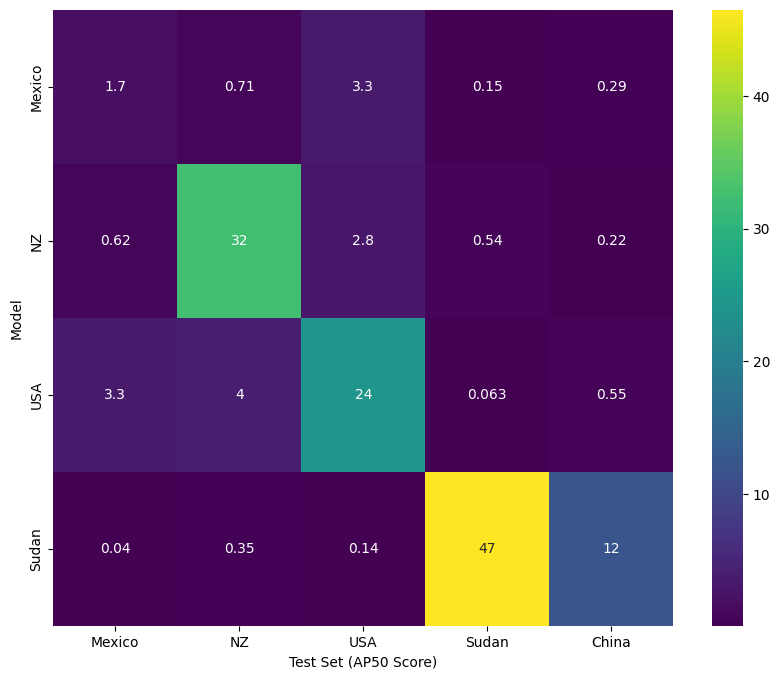 Mexico 1.7 0.71 3.3 0.15 0.29
NZ 0.62 32 2.8 0.54 0.22
USA 3.3 4 24 0.063 0.55
Sudan 0.04 0.35 0.14 47 12
Mexico NZ USA Sudan China
Test Set (AP50 Score)
Model
40
30
20
10